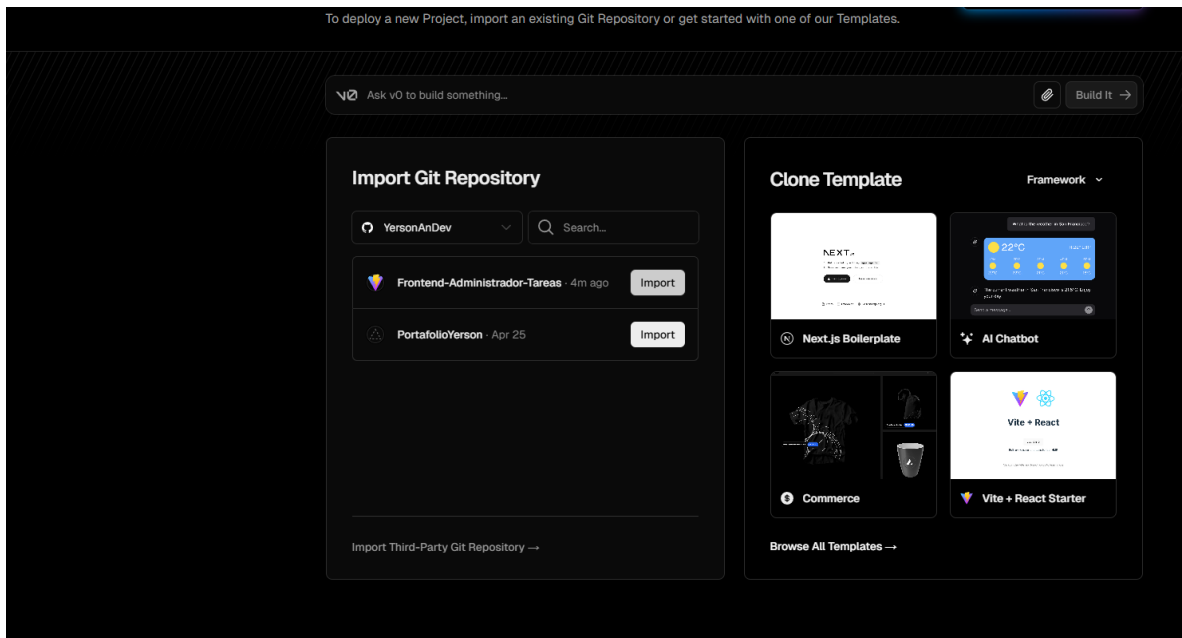 To deploy a new Project, import an existing Git Repository or get started with one of our Templates.
v0 Ask v0 to build something...
Build It →
Import Git Repository
YersonAnDev
Search...
Frontend-Administrador-Tareas · 4m ago Import
PortafolioYerson · Apr 25 Import
Import Third-Party Git Repository →
Clone Template
Framework
NEXT
Next.js Boilerplate
22°C
AI Chatbot
Commerce
Vite + React
Vite + React Starter
Browse All Templates →